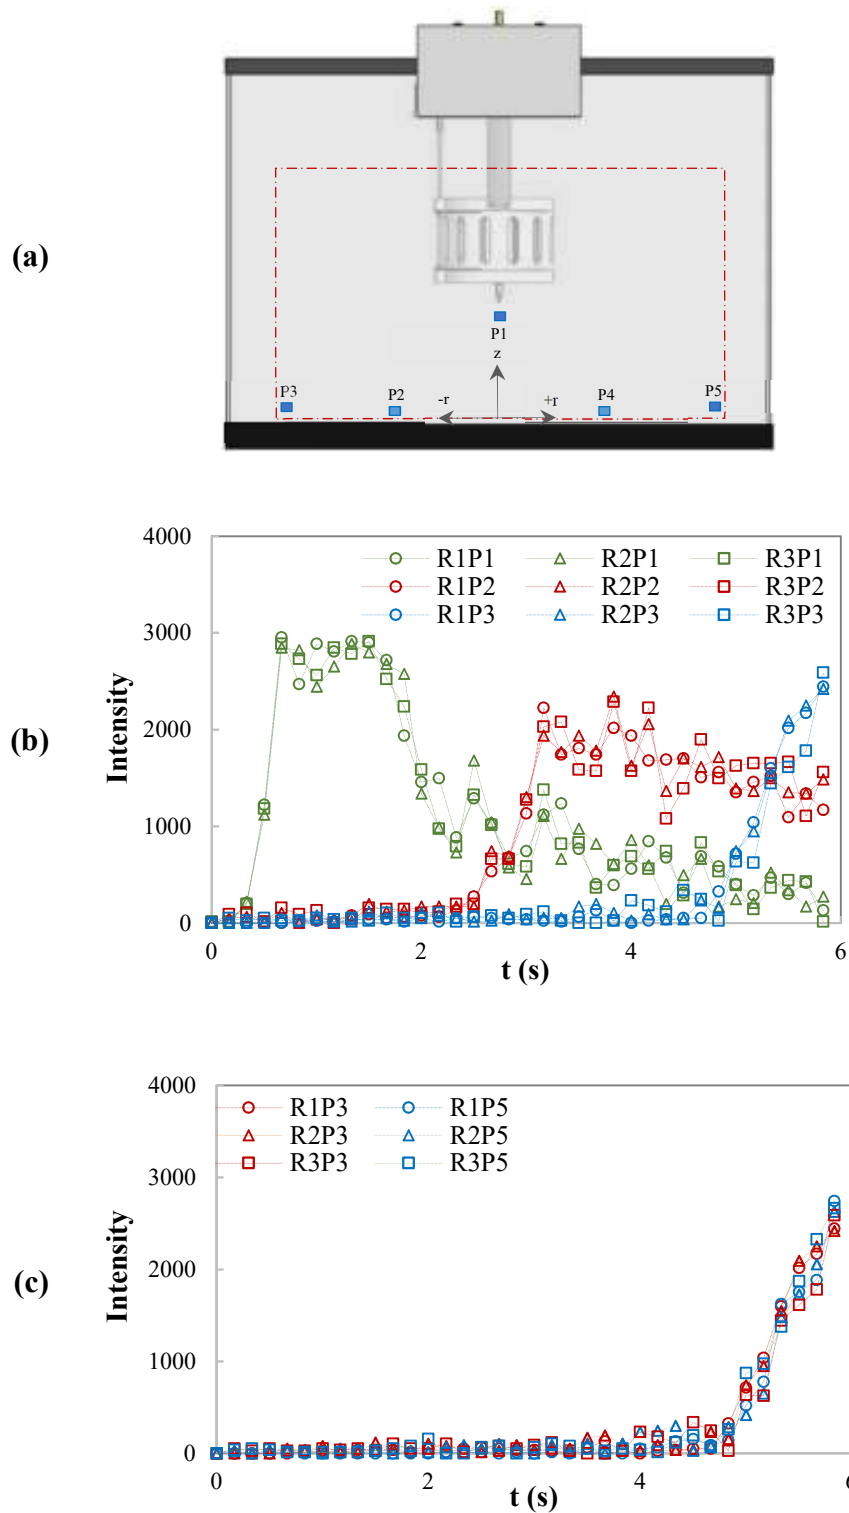 (a)
P1
z
P3
P2
-r
+r
P4
P5
(b)
Intensity
4000
3000
2000
1000
0
R1P1 R2P1 R3P1
R1P2 R2P2 R3P2
R1P3 R2P3 R3P3
0 2 4 6
t (s)
(c)
Intensity
4000
3000
2000
1000
0
R1P3 R1P5
R2P3 R2P5
R3P3 R3P5
0 2 4 6
t (s)